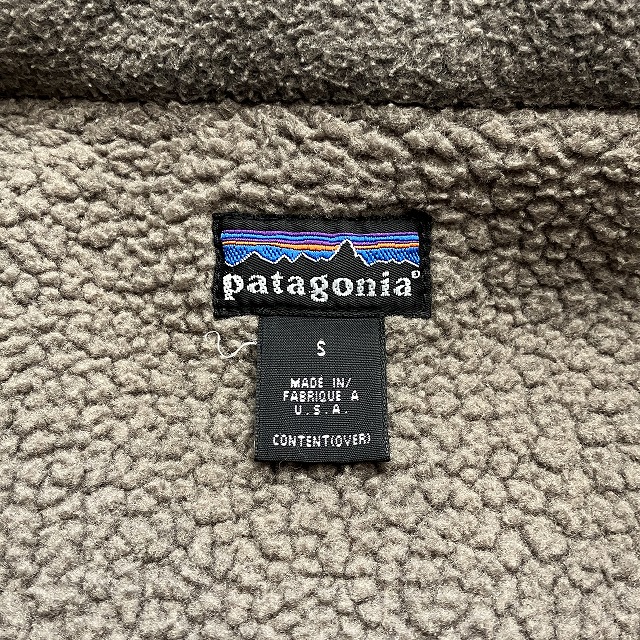 patagonia®
S
MADE IN/
FABRIQUE A
U.S.A.
CONTENT(OVER)